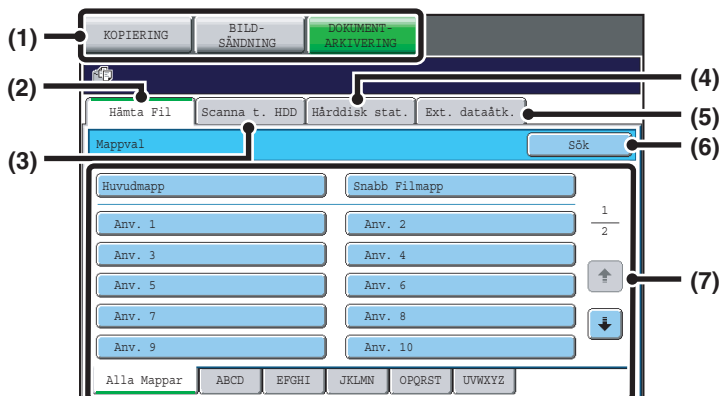 (1)
KOPIERING
BILD-
SÄNDNING
DOKUMENT-
ARKIVERING
(2)
(4)
Hämta Fil
Scanna t. HDD
Hårddisk stat.
Ext. dataåtk.
(5)
(3)
Mappval
Sök
(6)
Huvudmapp
Snabb Filmapp
Anv. 1
Anv. 2
1
2
Anv. 3
Anv. 4
Anv. 5
Anv. 6
(7)
Anv. 7
Anv. 8
Anv. 9
Anv. 10
Alla Mappar
ABCD
EFGHI
JKLMN
OPQRST
UVWXYZ